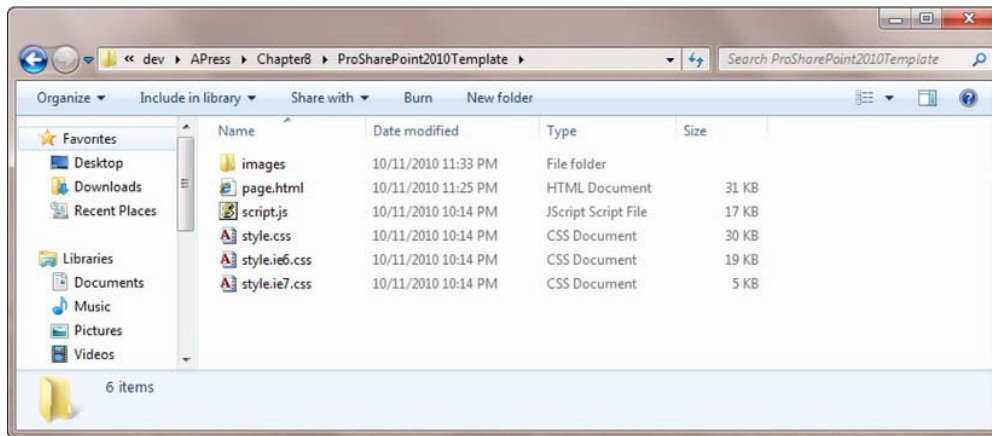 « dev ▸ APress ▸ Chapter8 ▸ ProSharePoint2010Template ▸ Search ProSharePoint2010Template
Organize Include in library Share with Burn New folder
Favorites
Desktop
Downloads
Recent Places
Libraries
Documents
Music
Pictures
Videos
Name Date modified Type Size
images 10/11/2010 11:33 PM File folder
page.html 10/11/2010 11:25 PM HTML Document 31 KB
script.js 10/11/2010 10:14 PM JScript Script File 17 KB
style.css 10/11/2010 10:14 PM CSS Document 30 KB
style.ie6.css 10/11/2010 10:14 PM CSS Document 19 KB
style.ie7.css 10/11/2010 10:14 PM CSS Document 5 KB
6 items